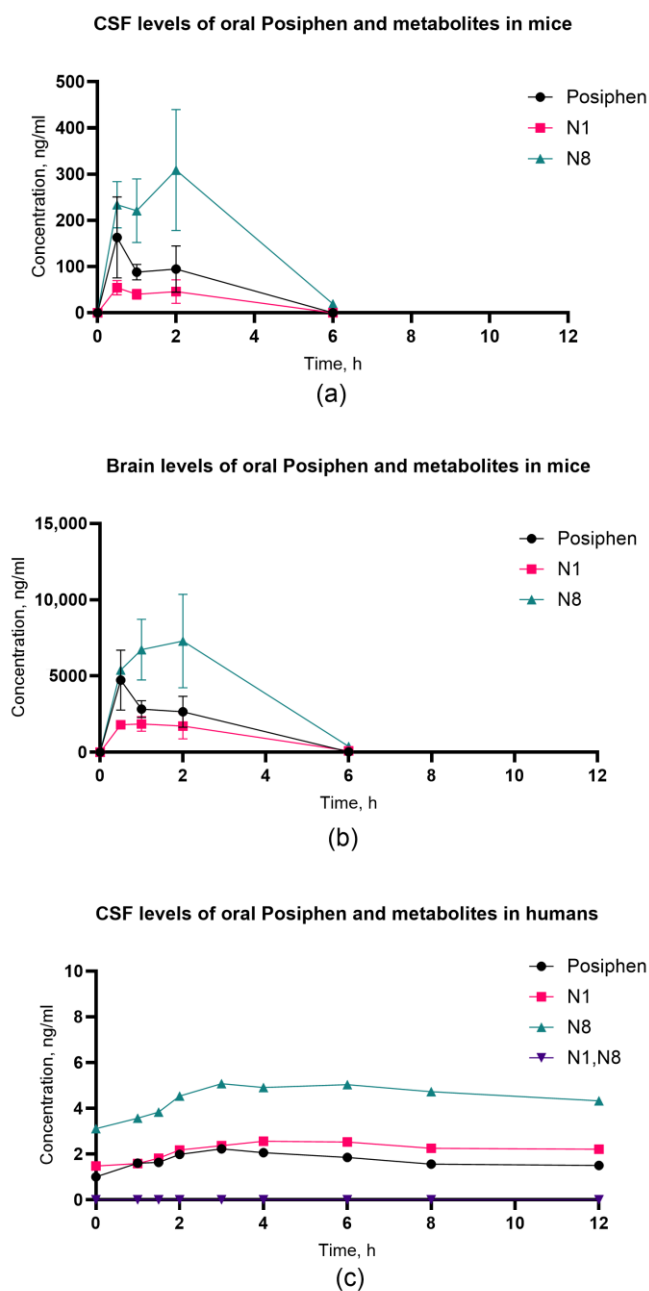 CSF levels of oral Posiphen and metabolites in mice
500
400
300
200
100
0
Concentration, ng/ml
0 2 4 6 8 10 12
Time, h
Posiphen
N1
N8
(a)
Brain levels of oral Posiphen and metabolites in mice
15,000
10,000
5000
0
Concentration, ng/ml
0 2 4 6 8 10 12
Time, h
Posiphen
N1
N8
(b)
CSF levels of oral Posiphen and metabolites in humans
10
8
6
4
2
0
Concentration, ng/ml
0 2 4 6 8 10 12
Time, h
Posiphen
N1
N8
N1,N8
(c)